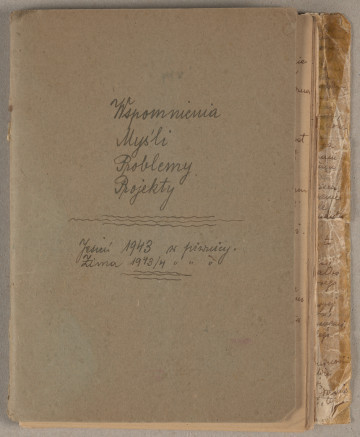 Wspomnienia
Myśli
Problemy
Projekty
Jesień 1943 w piwnicy.
Zima 1943/4 " " "